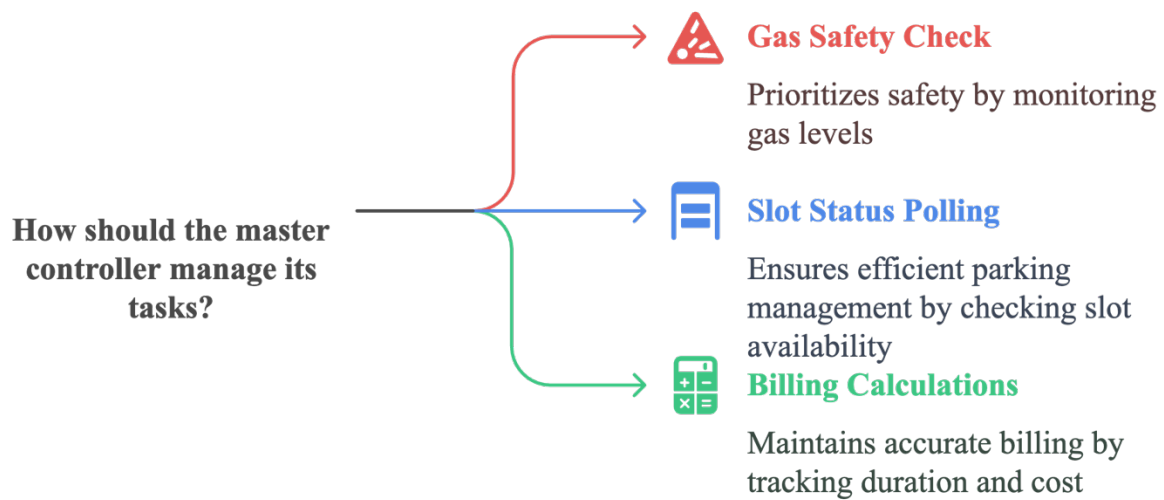 How should the master
controller manage its
tasks?
Gas Safety Check
Prioritizes safety by monitoring
gas levels
Slot Status Polling
Ensures efficient parking
management by checking slot
availability
Billing Calculations
Maintains accurate billing by
tracking duration and cost